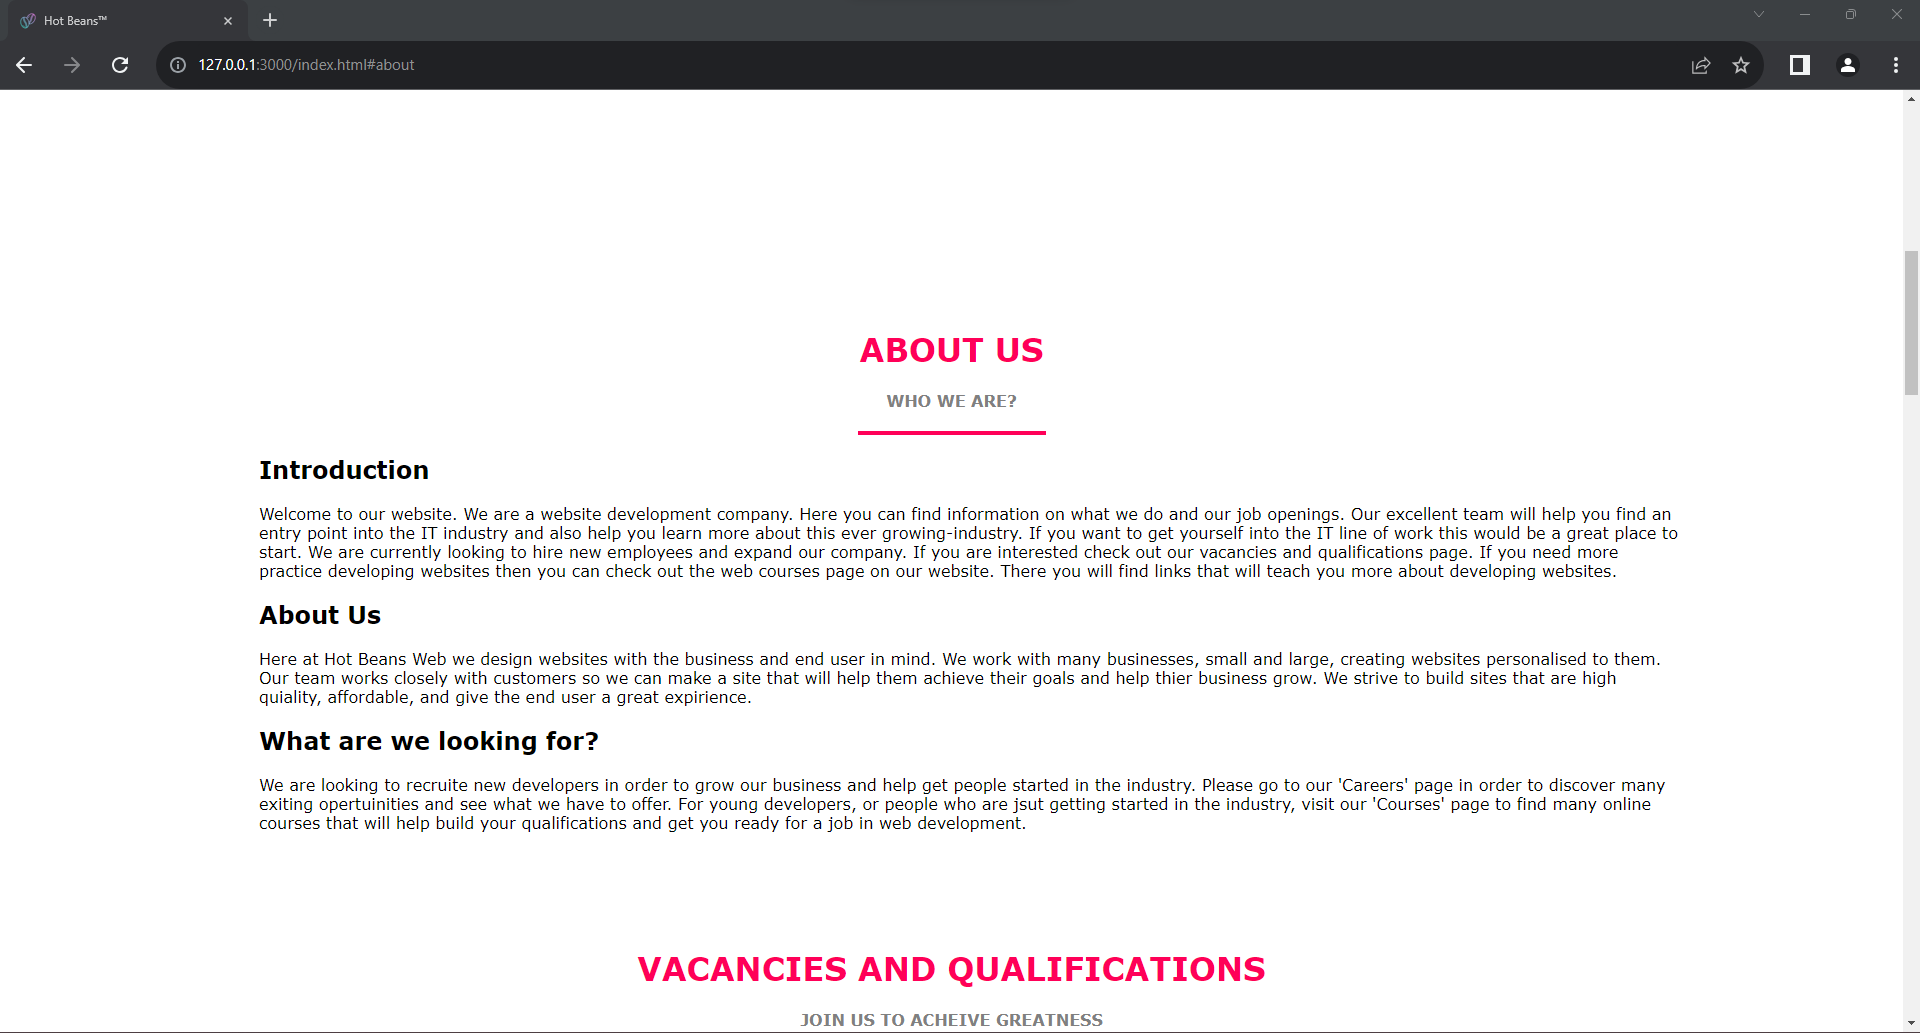 Hot Beans™
127.0.0.1:3000/index.html#about
ABOUT US
WHO WE ARE?
Introduction
Welcome to our website. We are a website development company. Here you can find information on what we do and our job openings. Our excellent team will help you find an
entry point into the IT industry and also help you learn more about this ever growing-industry. If you want to get yourself into the IT line of work this would be a great place to
start. We are currently looking to hire new employees and expand our company. If you are interested check out our vacancies and qualifications page. If you need more
practice developing websites then you can check out the web courses page on our website. There you will find links that will teach you more about developing websites.
About Us
Here at Hot Beans Web we design websites with the business and end user in mind. We work with many businesses, small and large, creating websites personalised to them.
Our team works closely with customers so we can make a site that will help them achieve their goals and help thier business grow. We strive to build sites that are high
quiality, affordable, and give the end user a great expirience.
What are we looking for?
We are looking to recruite new developers in order to grow our business and help get people started in the industry. Please go to our 'Careers' page in order to discover many
exiting opertuinities and see what we have to offer. For young developers, or people who are jsut getting started in the industry, visit our 'Courses' page to find many online
courses that will help build your qualifications and get you ready for a job in web development.
VACANCIES AND QUALIFICATIONS
JOIN US TO ACHEIVE GREATNESS